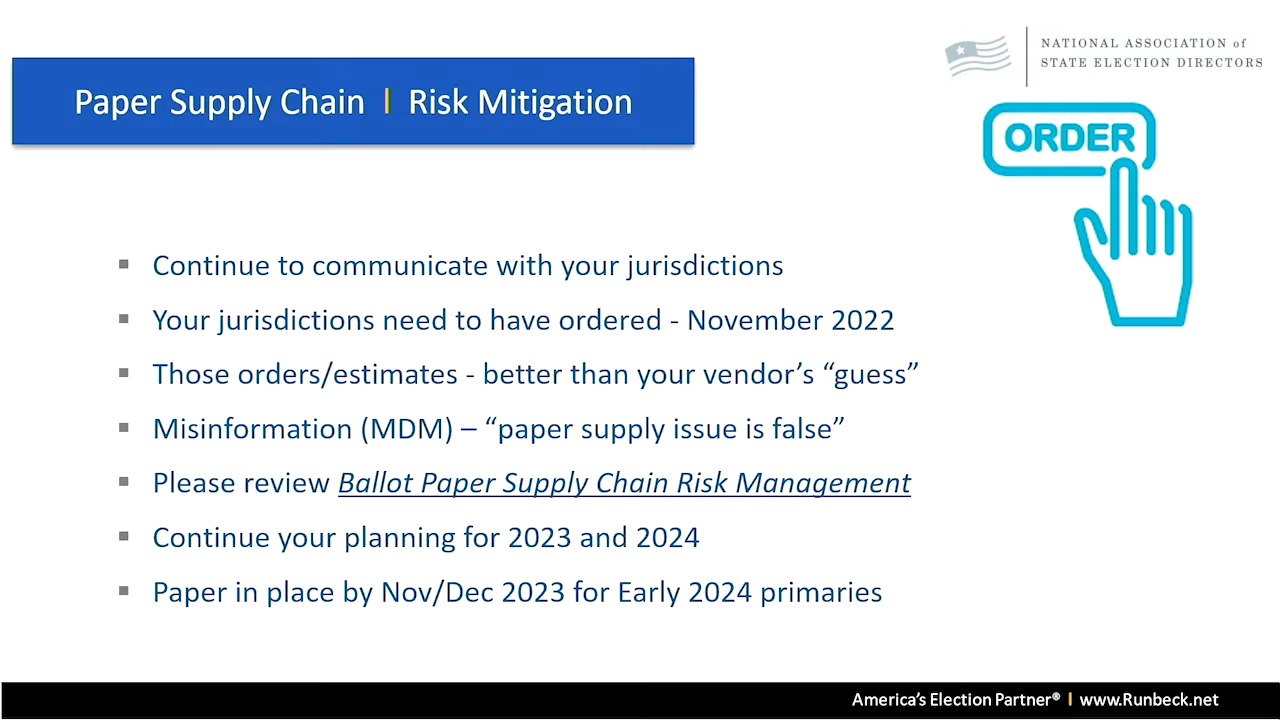 NATIONAL ASSOCIATION of
STATE ELECTION DIRECTORS
Paper Supply Chain | Risk Mitigation
ORDER
▪ Continue to communicate with your jurisdictions
▪ Your jurisdictions need to have ordered - November 2022
▪ Those orders/estimates - better than your vendor’s “guess”
▪ Misinformation (MDM) – “paper supply issue is false”
▪ Please review Ballot Paper Supply Chain Risk Management
▪ Continue your planning for 2023 and 2024
▪ Paper in place by Nov/Dec 2023 for Early 2024 primaries
America’s Election Partner® | www.Runbeck.net